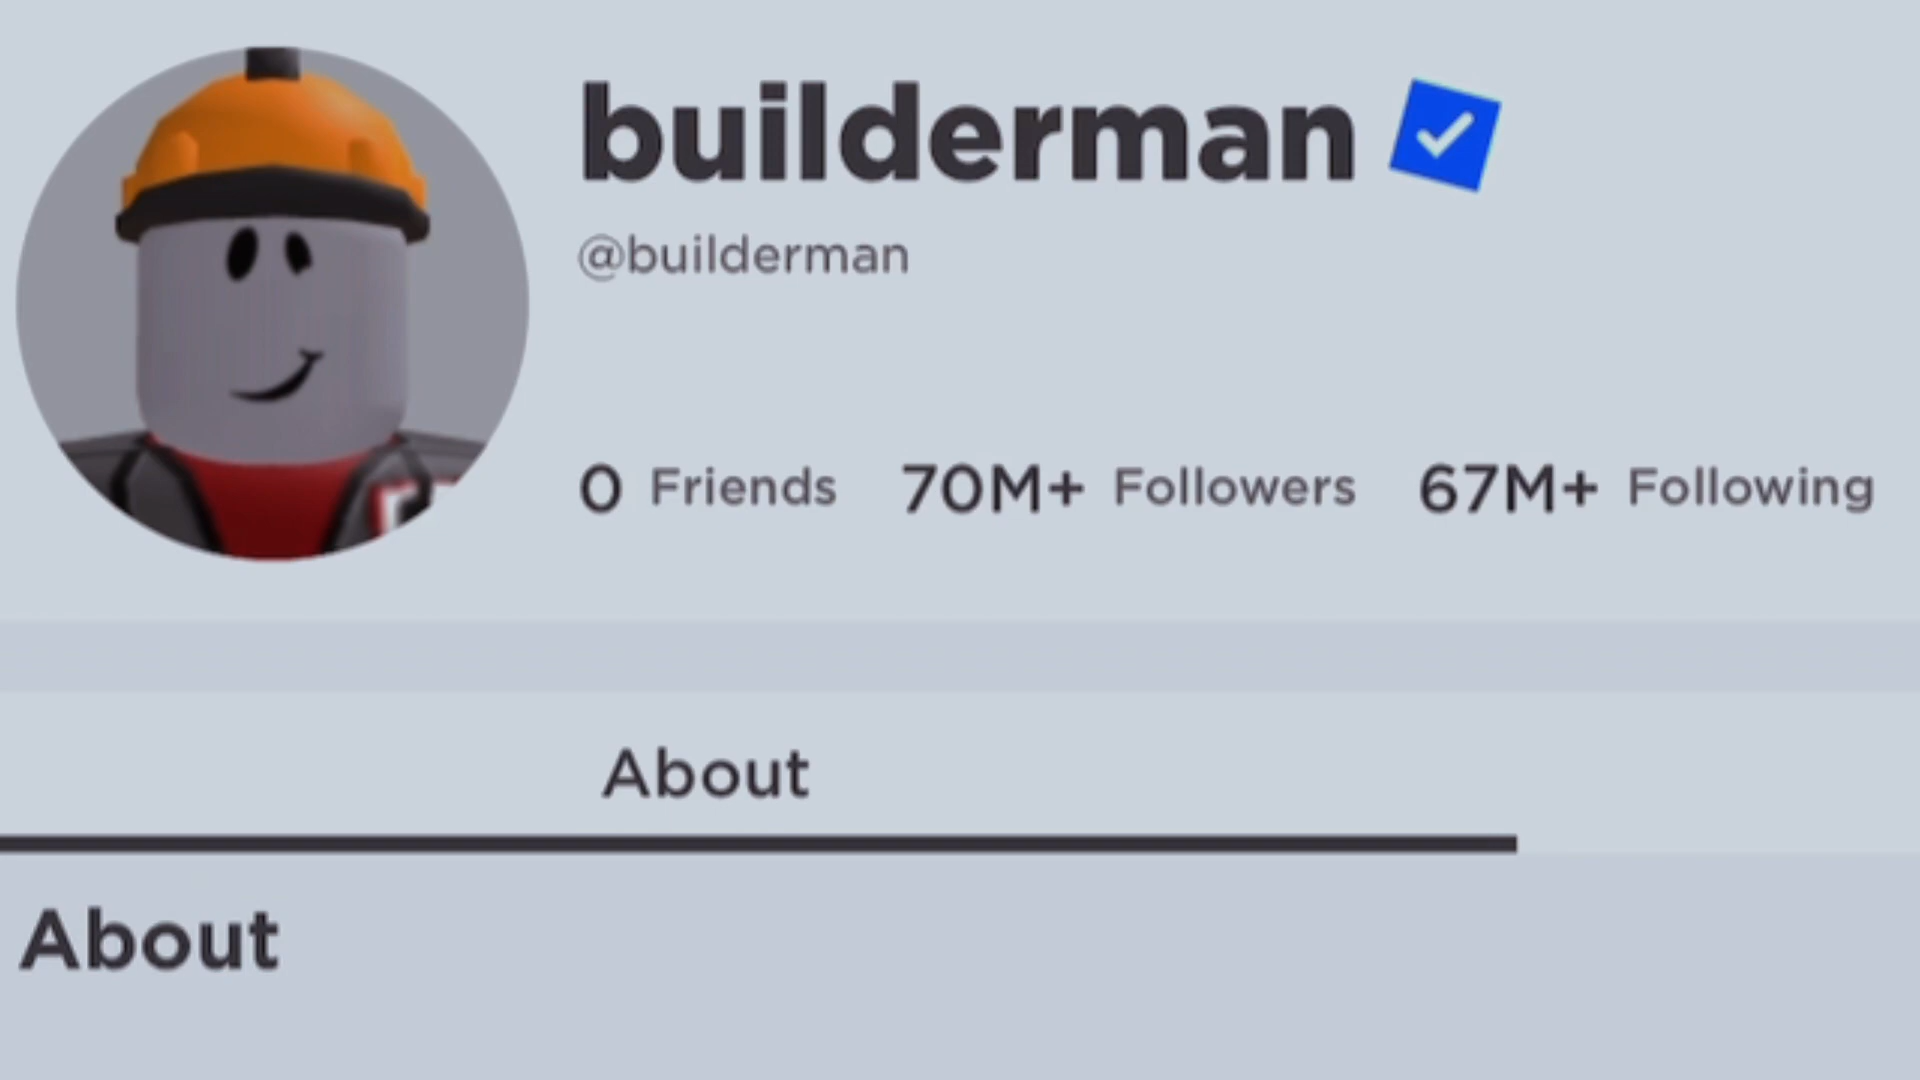 builderman
@builderman
0 Friends 70M+ Followers 67M+ Following
About
About